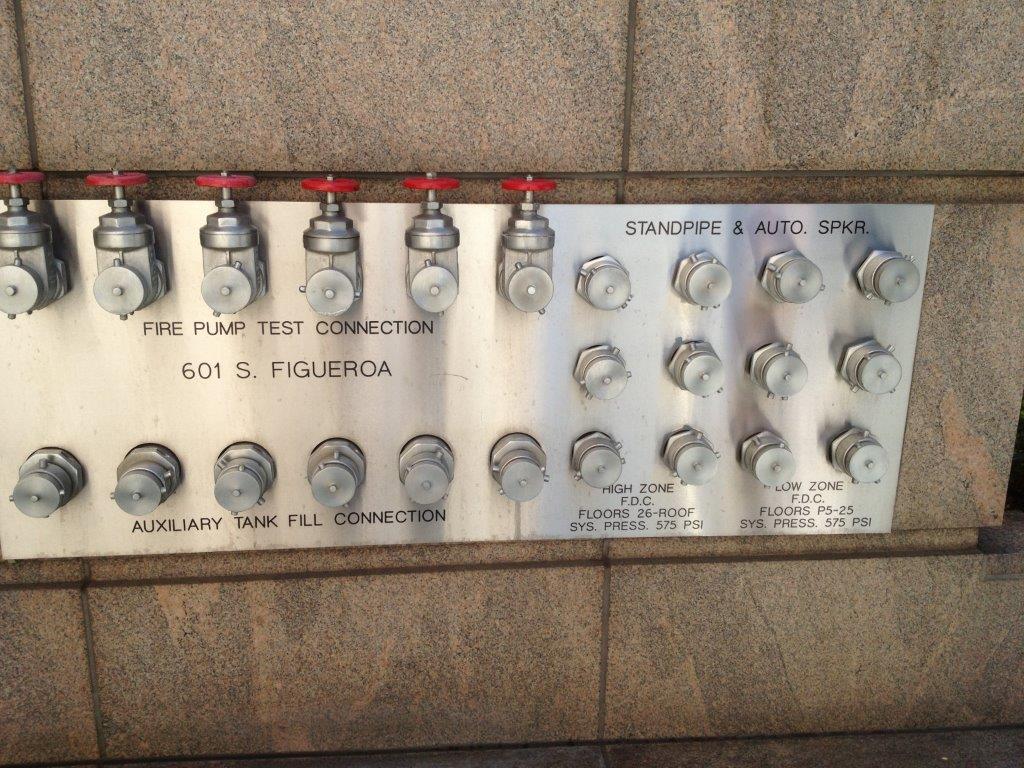 FIRE PUMP TEST CONNECTION
601 S. FIGUEROA
AUXILIARY TANK FILL CONNECTION
STANDPIPE & AUTO. SPKR.
HIGH ZONE
F.D.C.
FLOORS 26-ROOF
SYS. PRESS. 575 PSI
LOW ZONE
F.D.C.
FLOORS P5-25
SYS. PRESS. 575 PSI